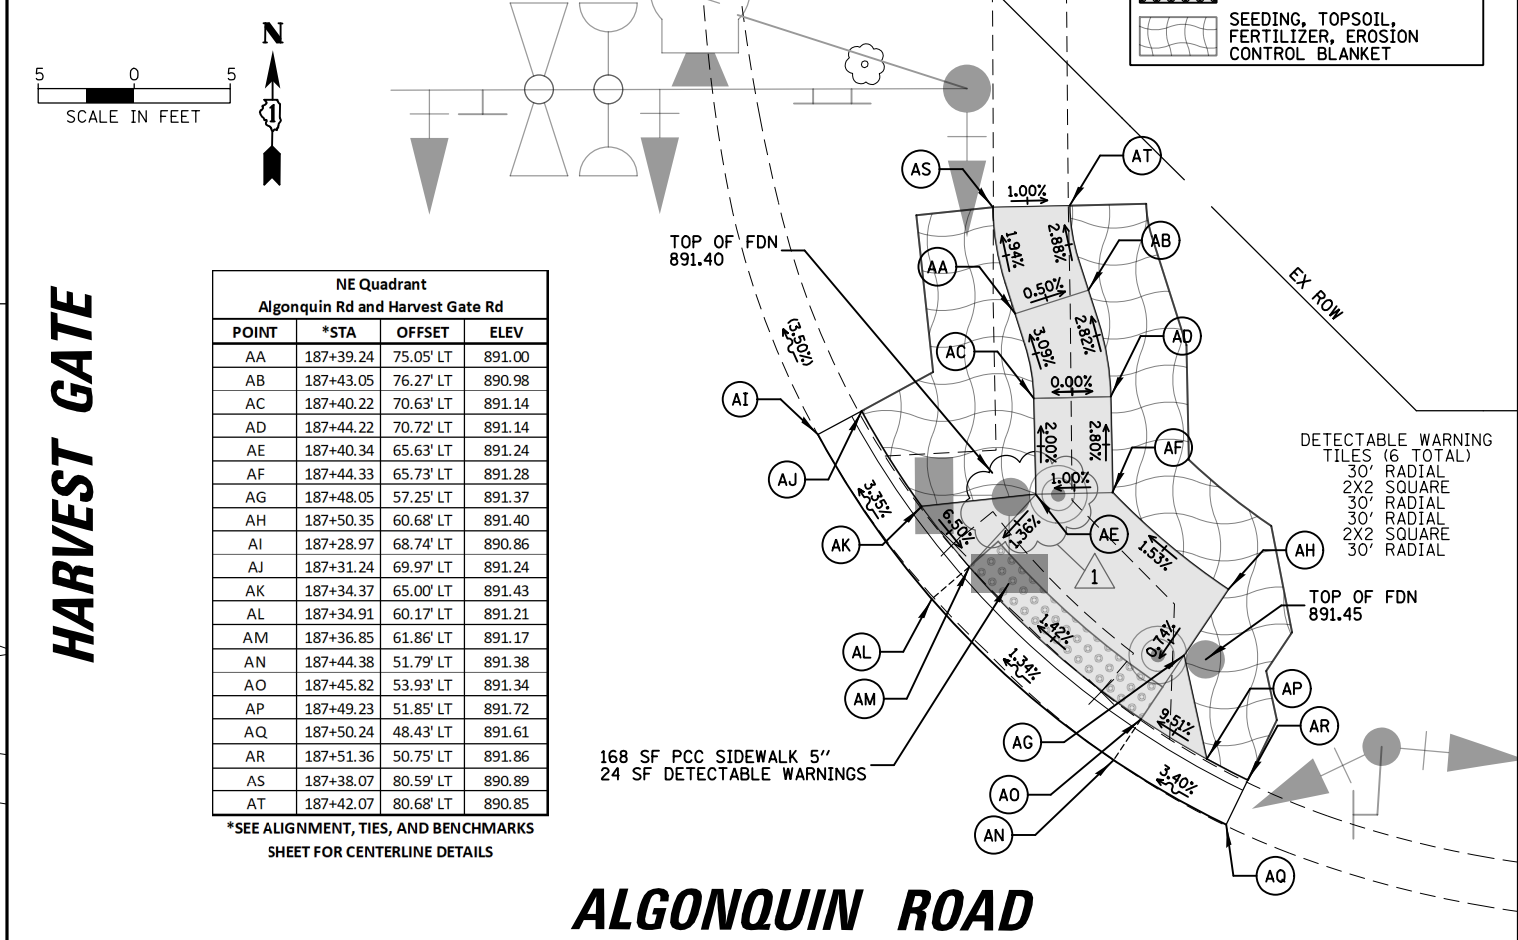 SEEDING, TOPSOIL,
FERTILIZER, EROSION
CONTROL BLANKET
N
5 0 5
SCALE IN FEET
1
HARVEST GATE
NE Quadrant
Algonquin Rd and Harvest Gate Rd
POINT *STA OFFSET ELEV
AA 187+39.24 75.05' LT 891.00
AB 187+43.05 76.27' LT 890.98
AC 187+40.22 70.63' LT 891.14
AD 187+44.22 70.72' LT 891.14
AE 187+40.34 65.63' LT 891.24
AF 187+44.33 65.73' LT 891.28
AG 187+48.05 57.25' LT 891.37
AH 187+50.35 60.68' LT 891.40
AI 187+28.97 68.74' LT 890.86
AJ 187+31.24 69.97' LT 891.24
AK 187+34.37 65.00' LT 891.43
AL 187+34.91 60.17' LT 891.21
AM 187+36.85 61.86' LT 891.17
AN 187+44.38 51.79' LT 891.38
AO 187+45.82 53.93' LT 891.34
AP 187+49.23 51.85' LT 891.72
AQ 187+50.24 48.43' LT 891.61
AR 187+51.36 50.75' LT 891.86
AS 187+38.07 80.59' LT 890.89
AT 187+42.07 80.68' LT 890.85
*SEE ALIGNMENT, TIES, AND BENCHMARKS
SHEET FOR CENTERLINE DETAILS
AT
AS
1.00%
1.94%
2.88%
AB
TOP OF FDN
891.40
AA
0.50%
EX ROW
(3.50%)
3.09%
2.82%
AD
AC
0.00%
AI
2.00%
2.80%
AF
DETECTABLE WARNING
TILES (6 TOTAL)
30' RADIAL
2X2 SQUARE
30' RADIAL
30' RADIAL
2X2 SQUARE
30' RADIAL
AJ
1.00%
3.35%
6.50%
1.36%
AE
AK
1.53%
AH
1
TOP OF FDN
891.45
1.42%
0.74%
AL
1.34%
AM
AP
9.51%
AR
AG
168 SF PCC SIDEWALK 5"
24 SF DETECTABLE WARNINGS
3.40%
AO
AN
AQ
ALGONQUIN ROAD